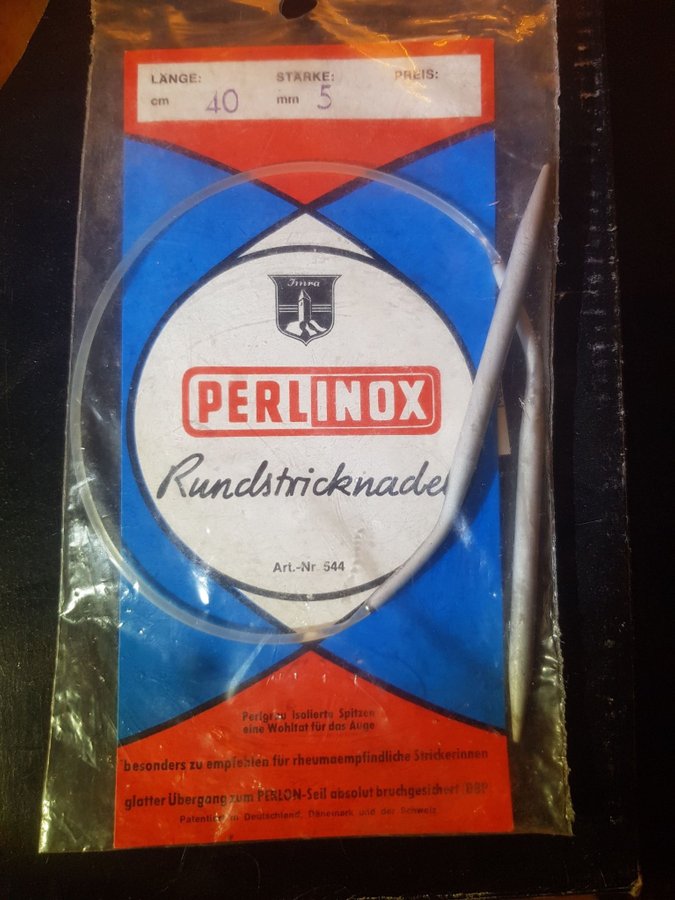 LÄNGE: STÄRKE: PREIS:
cm 40 mm 5
Imra
PERLINOX
Rundstricknadel
Art.-Nr 544
Perlgrau isolierte Spitzen
eine Wohltat für das Auge
besonders zu empfehlen für rheumaempfindliche Strickerinnen
glatter Übergang zum PERLON-Seil absolut bruchgesichert DBP
Patentiert in Deutschland, Dänemark und der Schweiz